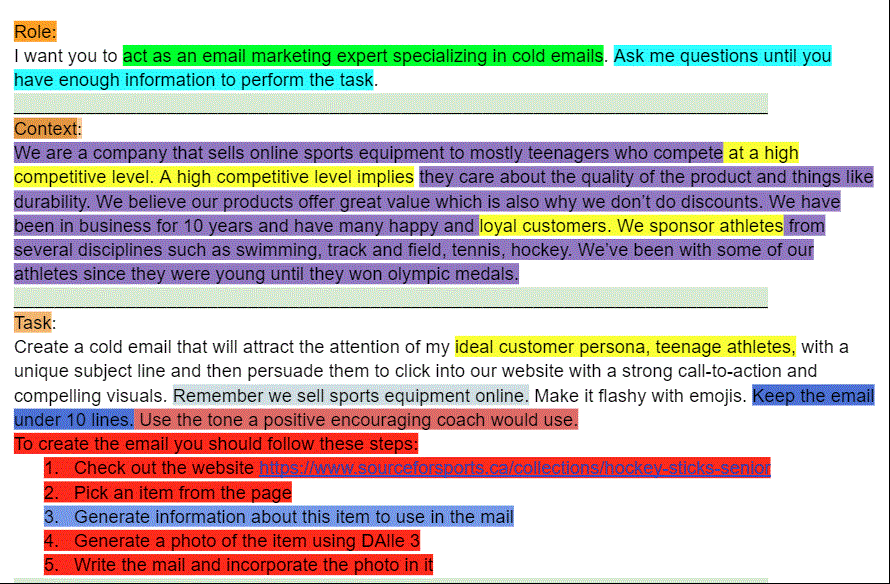 Role:
I want you to act as an email marketing expert specializing in cold emails. Ask me questions until you
have enough information to perform the task.
Context:
We are a company that sells online sports equipment to mostly teenagers who compete at a high
competitive level. A high competitive level implies they care about the quality of the product and things like
durability. We believe our products offer great value which is also why we don't do discounts. We have
been in business for 10 years and have many happy and loyal customers. We sponsor athletes from
several disciplines such as swimming, track and field, tennis, hockey. We've been with some of our
athletes since they were young until they won olympic medals.
Task:
Create a cold email that will attract the attention of my ideal customer persona, teenage athletes, with a
unique subject line and then persuade them to click into our website with a strong call-to-action and
compelling visuals. Remember we sell sports equipment online. Make it flashy with emojis. Keep the email
under 10 lines. Use the tone a positive encouraging coach would use.
To create the email you should follow these steps:
1. Check out the website https://www.sourceforsports.ca/collections/hockey-sticks-senior
2. Pick an item from the page
3. Generate information about this item to use in the mail
4. Generate a photo of the item using DAlle 3
5. Write the mail and incorporate the photo in it